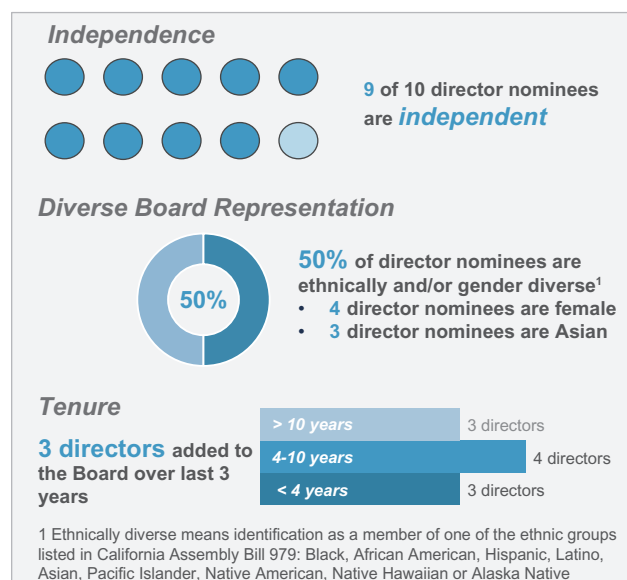 Independence
9 of 10 director nominees
are independent
Diverse Board Representation
50%
50% of director nominees are
ethnically and/or gender diverse1
• 4 director nominees are female
• 3 director nominees are Asian
Tenure
3 directors added to
the Board over last 3
years
> 10 years 3 directors
4-10 years 4 directors
< 4 years 3 directors
1 Ethnically diverse means identification as a member of one of the ethnic groups
listed in California Assembly Bill 979: Black, African American, Hispanic, Latino,
Asian, Pacific Islander, Native American, Native Hawaiian or Alaska Native